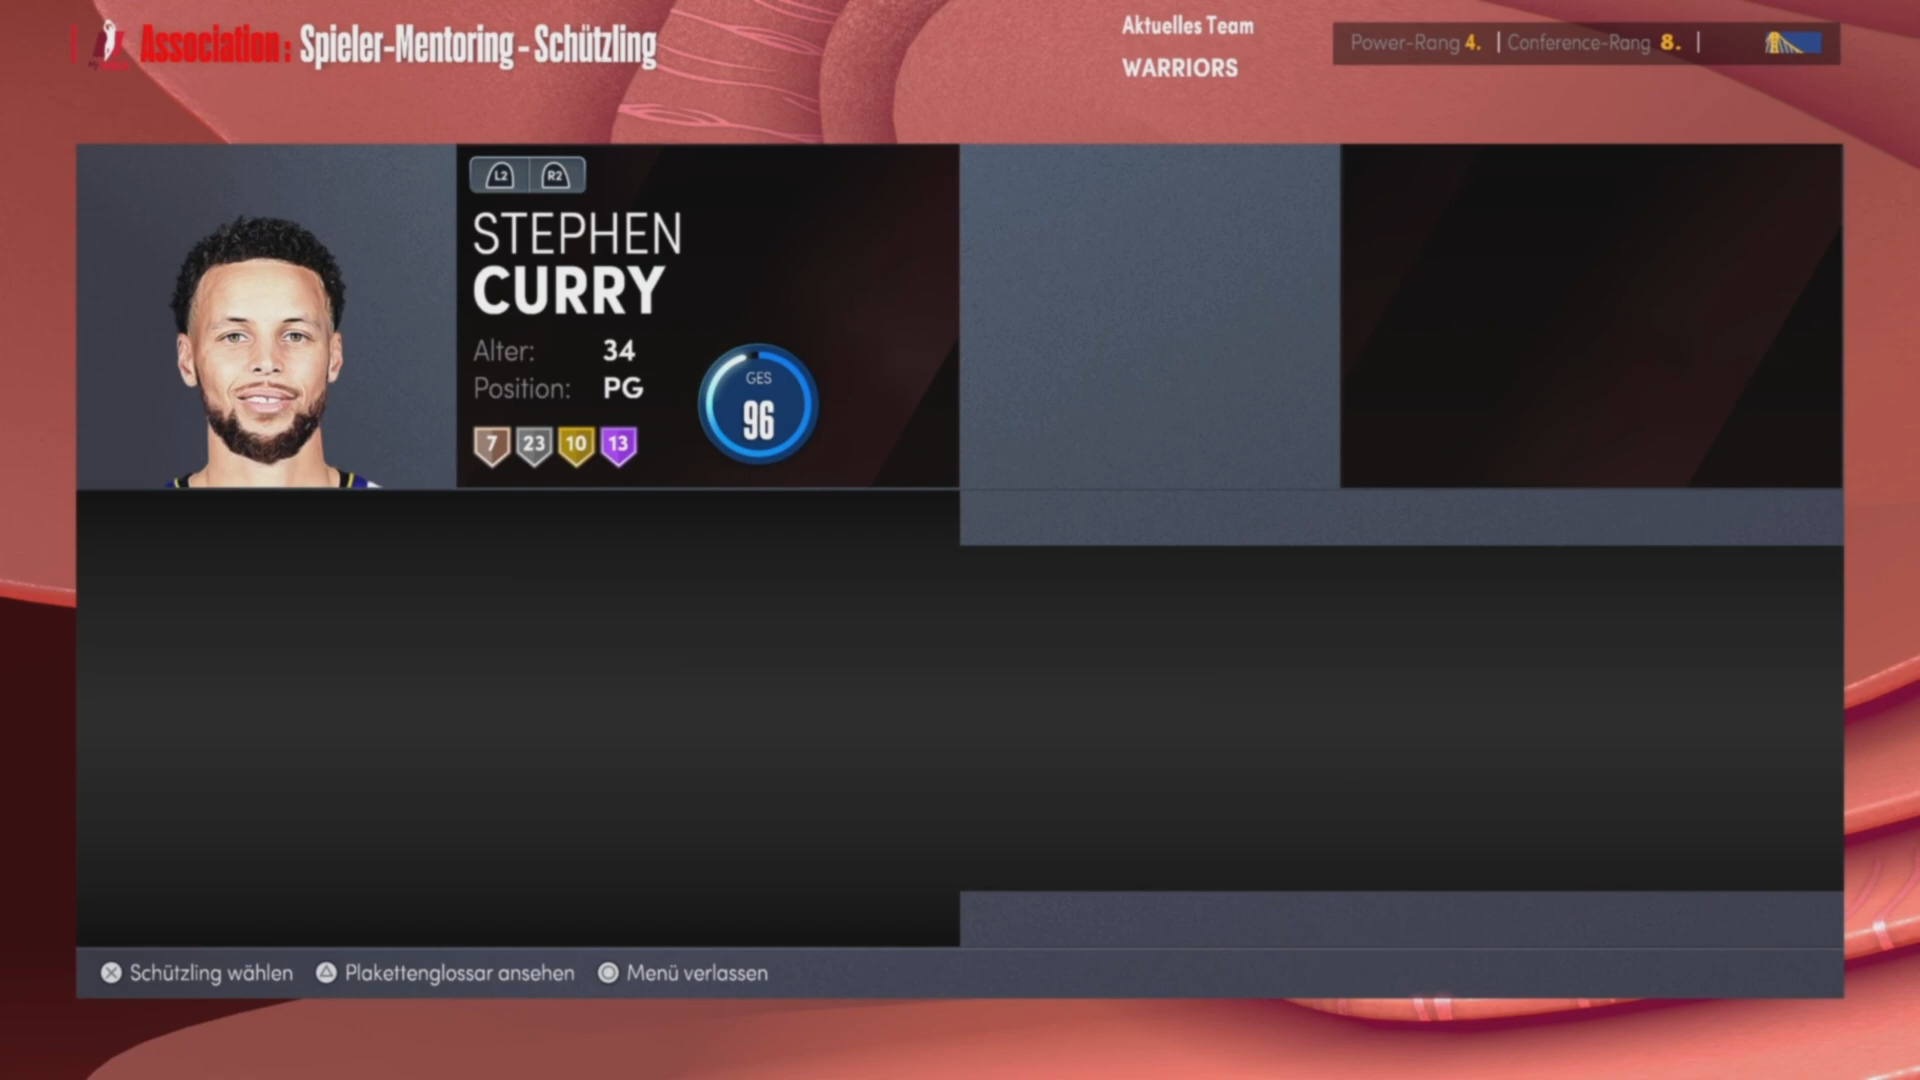 Association: Spieler-Mentoring - Schützling
Aktuelles Team
WARRIORS
Power-Rang 4. | Conference-Rang 8. |
L2 R2
STEPHEN
CURRY
Alter: 34
Position: PG
GES
96
7 23 10 13
Schützling wählen Plakettenglossar ansehen Menü verlassen